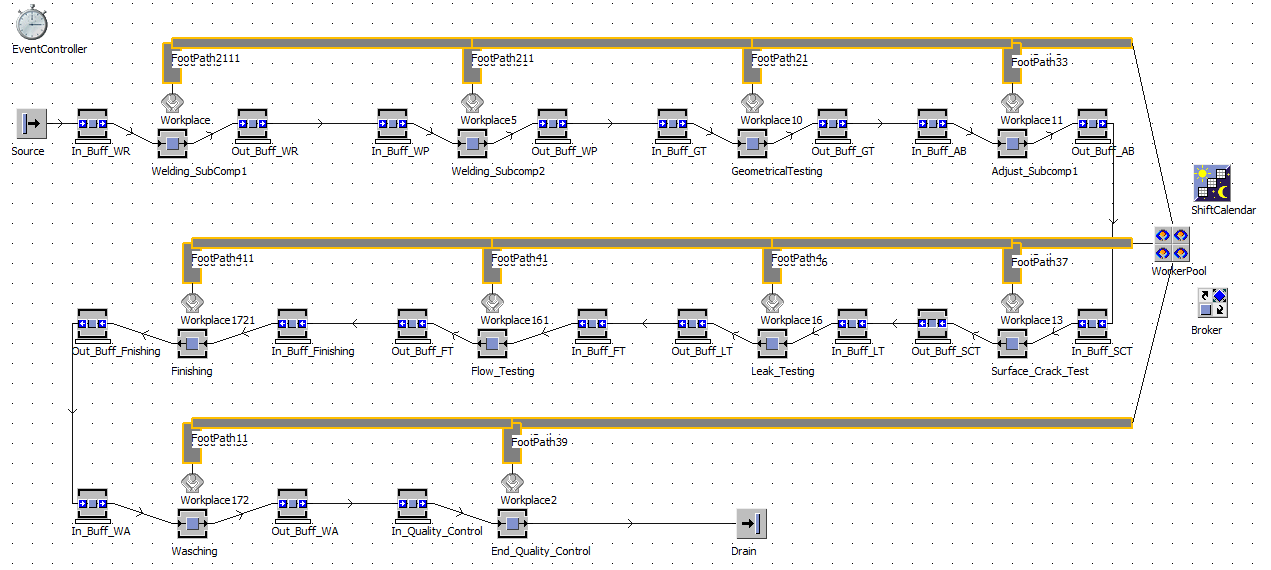 EventController
FootPath2111
FootPath211
FootPath21
FootPath33
Workplace
Workplace5
Workplace10
Workplace11
Source
In_Buff_WR
Out_Buff_WR
In_Buff_WP
Out_Buff_WP
In_Buff_GT
Out_Buff_GT
In_Buff_AB
Out_Buff_AB
Welding_SubComp1
Welding_Subcomp2
GeometricalTesting
Adjust_Subcomp1
ShiftCalendar
FootPath411
FootPath41
FootPath4
FootPath37
WorkerPool
Workplace1721
Workplace161
Workplace16
Workplace13
Broker
Out_Buff_Finishing
In_Buff_Finishing
Out_Buff_FT
In_Buff_FT
Out_Buff_LT
In_Buff_LT
Out_Buff_SCT
In_Buff_SCT
Finishing
Flow_Testing
Leak_Testing
Surface_Crack_Test
FootPath11
FootPath39
Workplace172
Workplace2
In_Buff_WA
Out_Buff_WA
In_Quality_Control
Wasching
End_Quality_Control
Drain